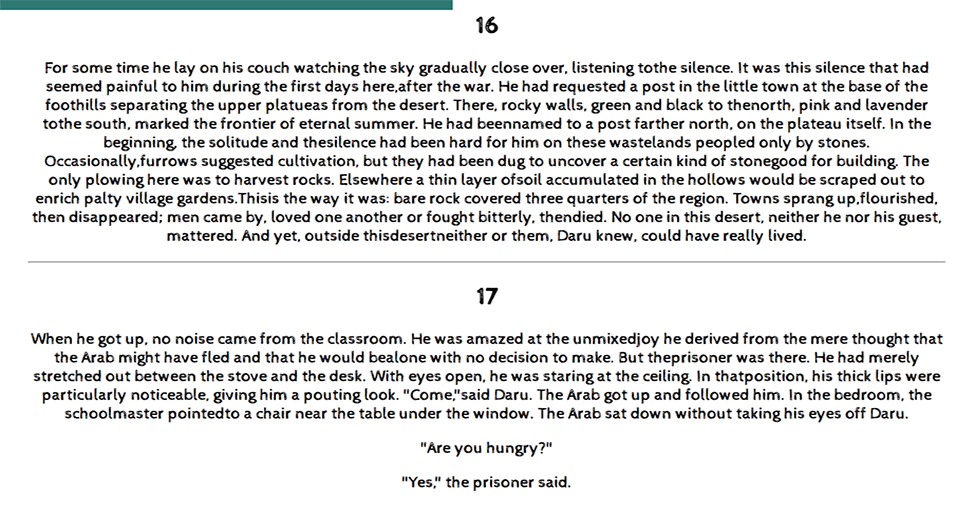 16
For some time he lay on his couch watching the sky gradually close over, listening tothe silence. It was this silence that had
seemed painful to him during the first days here,after the war. He had requested a post in the little town at the base of the
foothills separating the upper platueas from the desert. There, rocky walls, green and black to thenorth, pink and lavender
tothe south, marked the frontier of eternal summer. He had beennamed to a post farther north, on the plateau itself. In the
beginning, the solitude and thesilence had been hard for him on these wastelands peopled only by stones.
Occasionally,furrows suggested cultivation, but they had been dug to uncover a certain kind of stonegood for building. The
only plowing here was to harvest rocks. Elsewhere a thin layer ofsoil accumulated in the hollows would be scraped out to
enrich palty village gardens.Thisis the way it was: bare rock covered three quarters of the region. Towns sprang up,flourished,
then disappeared; men came by, loved one another or fought bitterly, thendied. No one in this desert, neither he nor his guest,
mattered. And yet, outside thisdesertneither or them, Daru knew, could have really lived.
17
When he got up, no noise came from the classroom. He was amazed at the unmixedjoy he derived from the mere thought that
the Arab might have fled and that he would bealone with no decision to make. But theprisoner was there. He had merely
stretched out between the stove and the desk. With eyes open, he was staring at the ceiling. In thatposition, his thick lips were
particularly noticeable, giving him a pouting look. "Come,"said Daru. The Arab got up and followed him. In the bedroom, the
schoolmaster pointedto a chair near the table under the window. The Arab sat down without taking his eyes off Daru.
"Are you hungry?"
"Yes," the prisoner said.